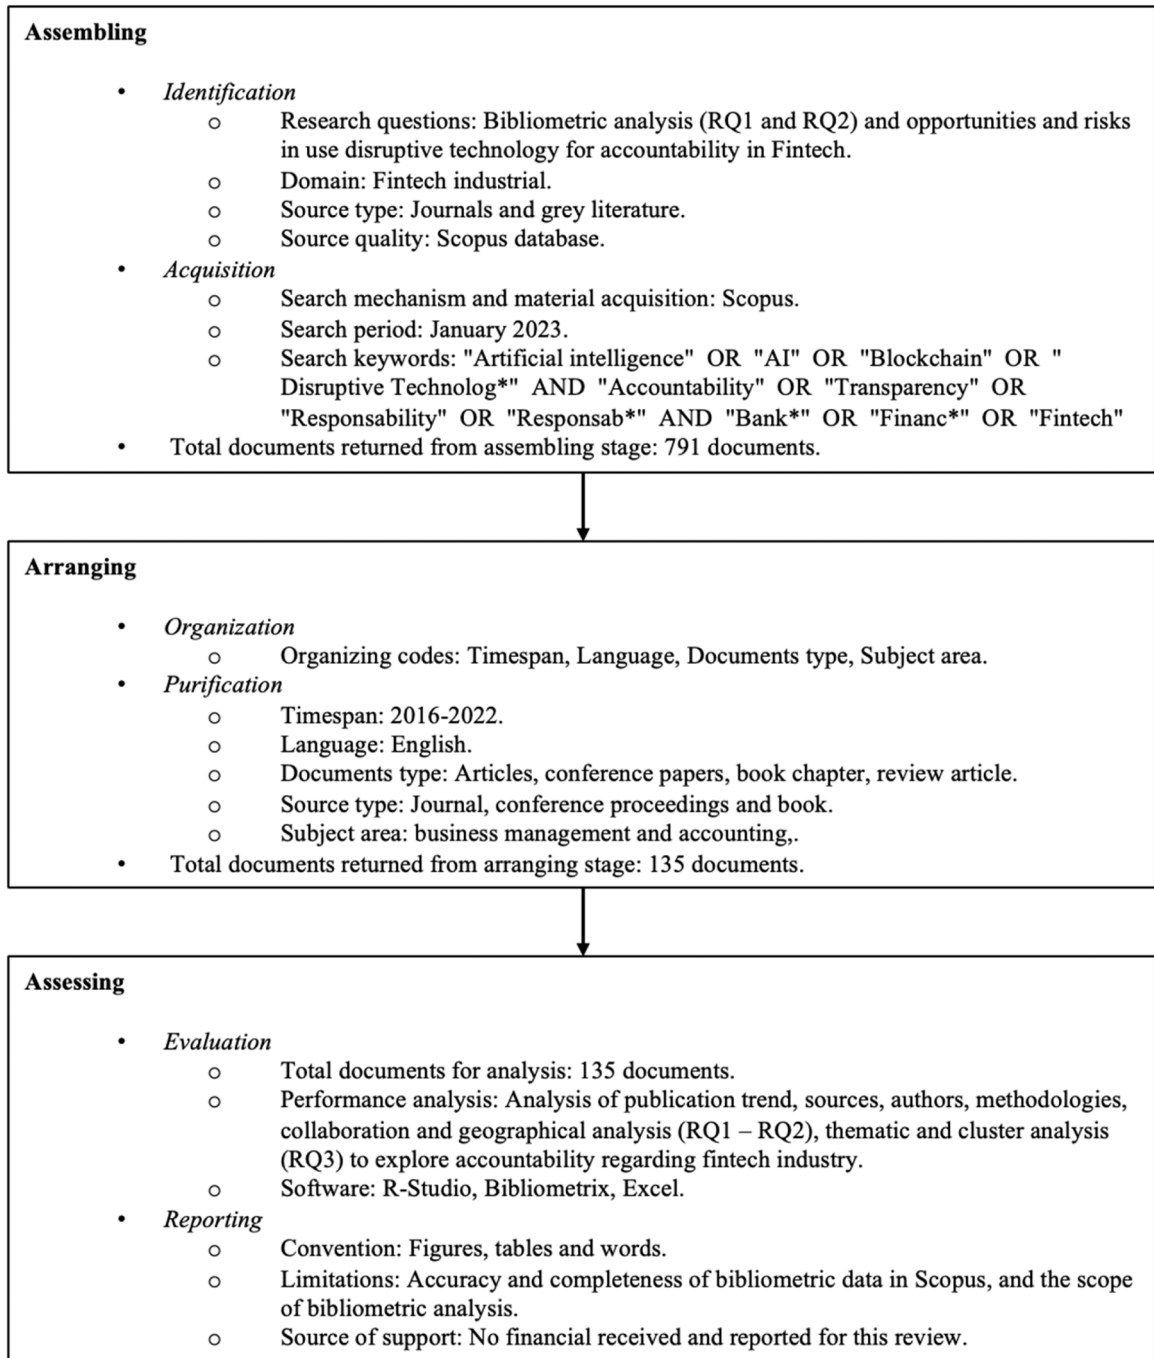 Assembling
• Identification
o Research questions: Bibliometric analysis (RQ1 and RQ2) and opportunities and risks
in use disruptive technology for accountability in Fintech.
o Domain: Fintech industrial.
o Source type: Journals and grey literature.
o Source quality: Scopus database.
• Acquisition
o Search mechanism and material acquisition: Scopus.
o Search period: January 2023.
o Search keywords: "Artificial intelligence" OR "AI" OR "Blockchain" OR "
Disruptive Technolog*" AND "Accountability" OR "Transparency" OR
"Responsability" OR "Responsab*" AND "Bank*" OR "Financ*" OR "Fintech"
• Total documents returned from assembling stage: 791 documents.
Arranging
• Organization
o Organizing codes: Timespan, Language, Documents type, Subject area.
• Purification
o Timespan: 2016-2022.
o Language: English.
o Documents type: Articles, conference papers, book chapter, review article.
o Source type: Journal, conference proceedings and book.
o Subject area: business management and accounting,.
• Total documents returned from arranging stage: 135 documents.
Assessing
• Evaluation
o Total documents for analysis: 135 documents.
o Performance analysis: Analysis of publication trend, sources, authors, methodologies,
collaboration and geographical analysis (RQ1 – RQ2), thematic and cluster analysis
(RQ3) to explore accountability regarding fintech industry.
o Software: R-Studio, Bibliometrix, Excel.
• Reporting
o Convention: Figures, tables and words.
o Limitations: Accuracy and completeness of bibliometric data in Scopus, and the scope
of bibliometric analysis.
o Source of support: No financial received and reported for this review.